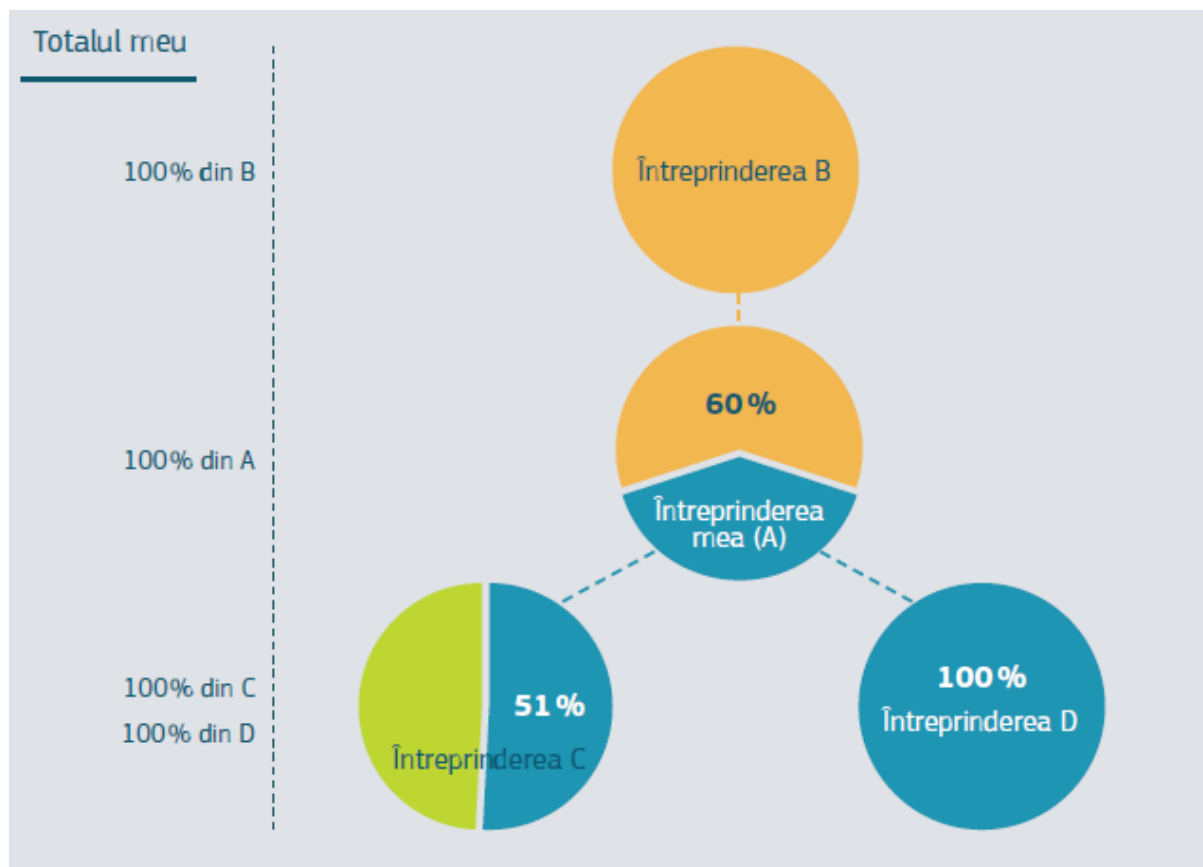 Totalul meu
100% din B
Întreprinderea B
60%
100% din A
Întreprinderea
mea (A)
100% din C
100% din D
51%
Întreprinderea C
100%
Întreprinderea D